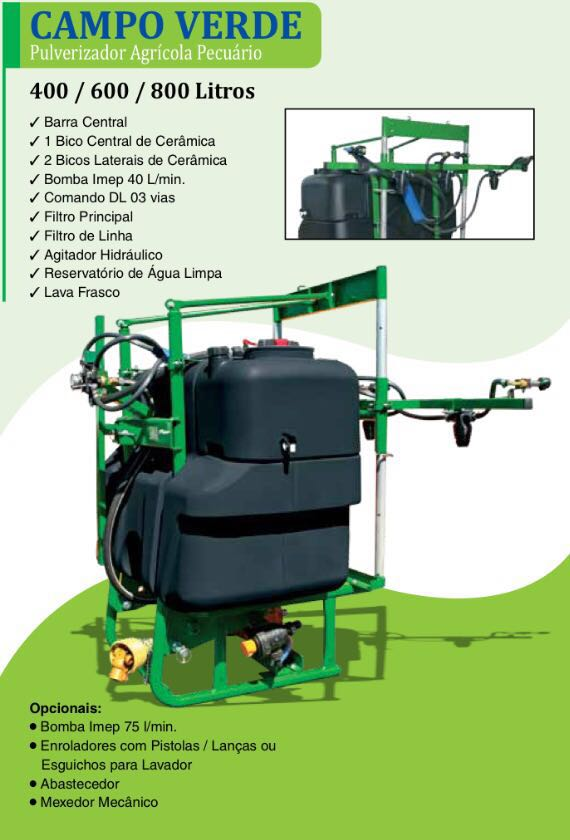 CAMPO VERDE
Pulverizador Agrícola Pecuário
400 / 600 / 800 Litros
✓ Barra Central
✓ 1 Bico Central de Cerâmica
✓ 2 Bicos Laterais de Cerâmica
✓ Bomba Imep 40 L/min.
✓ Comando DL 03 vias
✓ Filtro Principal
✓ Filtro de Linha
✓ Agitador Hidráulico
✓ Reservatório de Água Limpa
✓ Lava Frasco
Opcionais:
● Bomba Imep 75 l/min.
● Enroladores com Pistolas / Lanças ou
Esguichos para Lavador
● Abastecedor
● Mexedor Mecânico